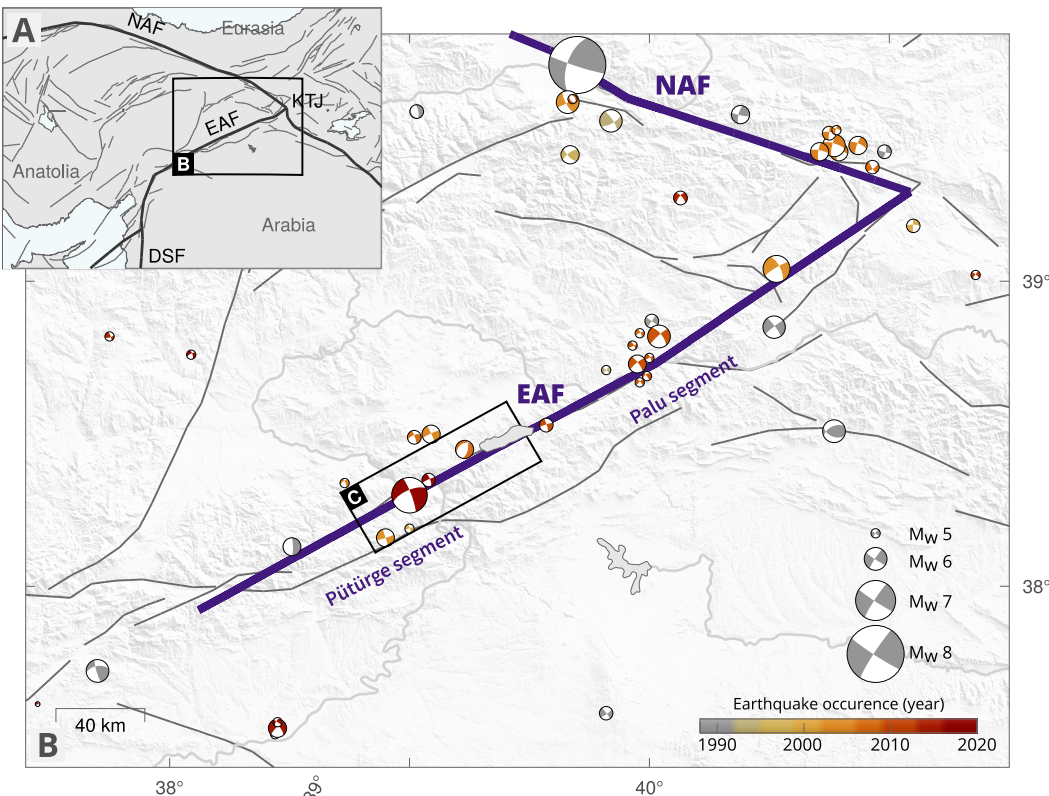 A
NAF
Eurasia
KTJ
EAF
B
Anatolia
Arabia
DSF
NAF
39°
EAF
Palu segment
C
Pütürge segment
Mw 5
Mw 6
38°
Mw 7
Mw 8
Earthquake occurence (year)
40 km
1990 2000 2010 2020
B
38° 39° 40°